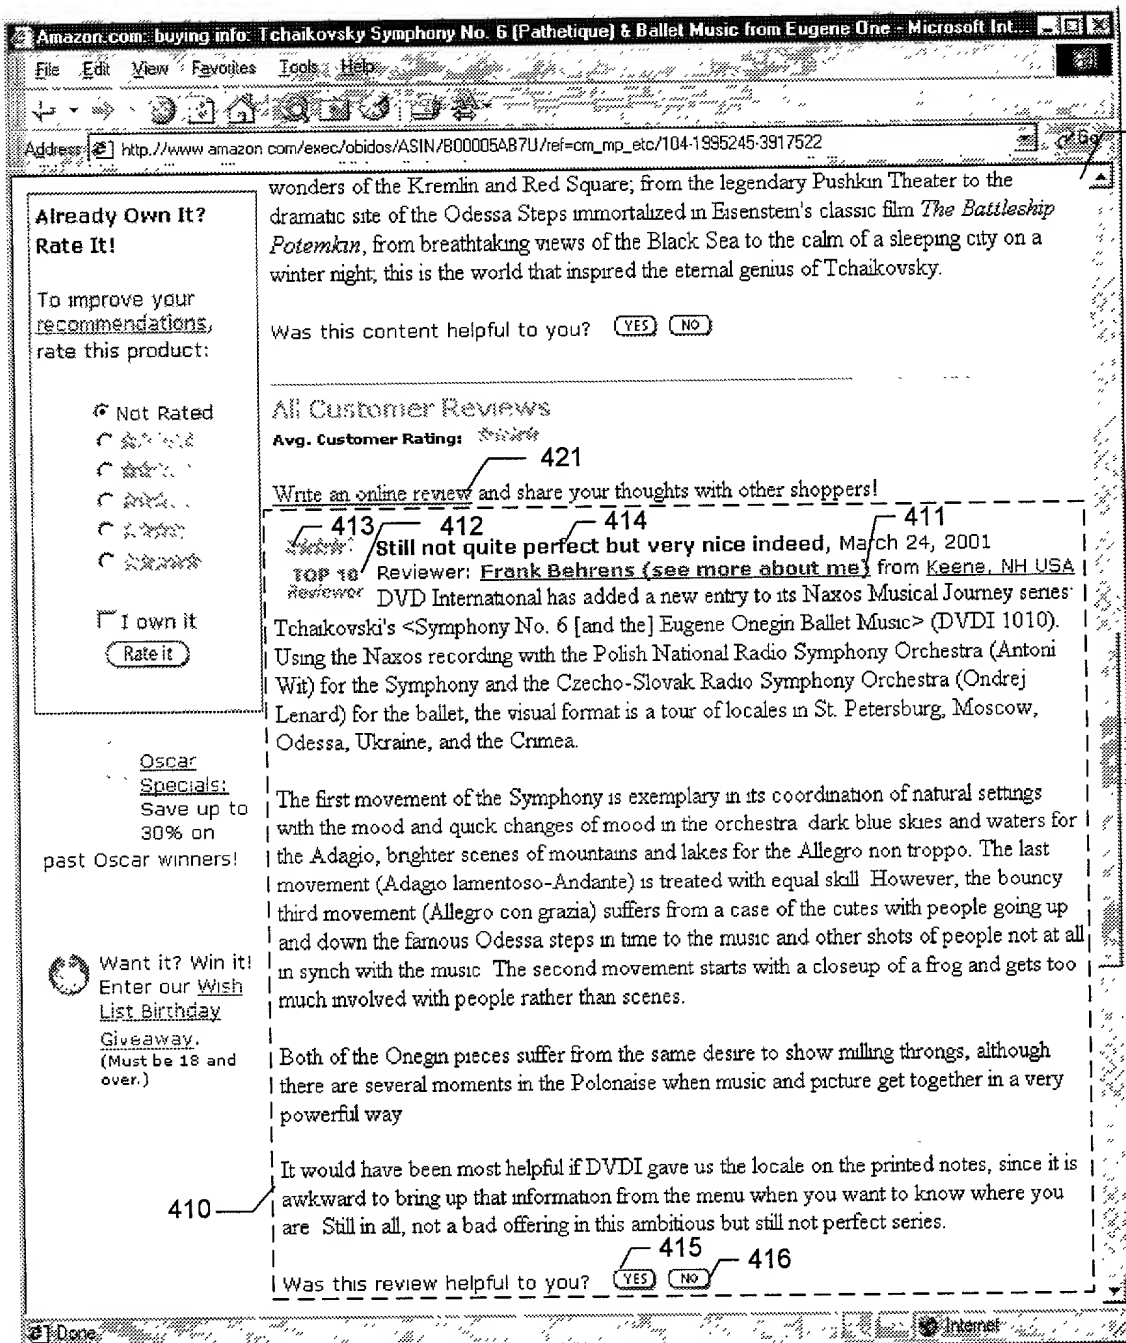 Amazon.com: buying info: Tchaikovsky Symphony No. 6 (Pathetique) & Ballet Music from Eugene One - Microsoft Int...
File Edit View Favorites Tools Help
Address http://www amazon com/exec/obidos/ASIN/B00005AB7U/ref=cm_mp_etc/104-1995245-3917522 Go
Already Own It?
Rate It!
To improve your
recommendations,
rate this product:
Not Rated
I own it
Rate it
Oscar
Specials:
Save up to
30% on
past Oscar winners!
Want it? Win it!
Enter our Wish
List Birthday
Giveaway.
(Must be 18 and
over.)
wonders of the Kremlin and Red Square; from the legendary Pushkin Theater to the
dramatic site of the Odessa Steps immortalized in Eisenstein's classic film The Battleship
Potemkin, from breathtaking views of the Black Sea to the calm of a sleeping city on a
winter night; this is the world that inspired the eternal genius of Tchaikovsky.
Was this content helpful to you? YES NO
All Customer Reviews
Avg. Customer Rating:
421
Write an online review and share your thoughts with other shoppers!
413 412 414 411
Still not quite perfect but very nice indeed, March 24, 2001
TOP 10 Reviewer: Frank Behrens (see more about me) from Keene, NH USA
Reviewer DVD International has added a new entry to its Naxos Musical Journey series:
Tchaikovski's <Symphony No. 6 [and the] Eugene Onegin Ballet Music> (DVDI 1010).
Using the Naxos recording with the Polish National Radio Symphony Orchestra (Antoni
Wit) for the Symphony and the Czecho-Slovak Radio Symphony Orchestra (Ondrej
Lenard) for the ballet, the visual format is a tour of locales in St. Petersburg, Moscow,
Odessa, Ukraine, and the Crimea.
The first movement of the Symphony is exemplary in its coordination of natural settings
with the mood and quick changes of mood in the orchestra dark blue skies and waters for
the Adagio, brighter scenes of mountains and lakes for the Allegro non troppo. The last
movement (Adagio lamentoso-Andante) is treated with equal skill However, the bouncy
third movement (Allegro con grazia) suffers from a case of the cutes with people going up
and down the famous Odessa steps in time to the music and other shots of people not at all
in synch with the music The second movement starts with a closeup of a frog and gets too
much involved with people rather than scenes.
Both of the Onegin pieces suffer from the same desire to show milling throngs, although
there are several moments in the Polonaise when music and picture get together in a very
powerful way
It would have been most helpful if DVDI gave us the locale on the printed notes, since it is
awkward to bring up that information from the menu when you want to know where you
are Still in all, not a bad offering in this ambitious but still not perfect series.
410
415 416
Was this review helpful to you? YES NO
Done Internet